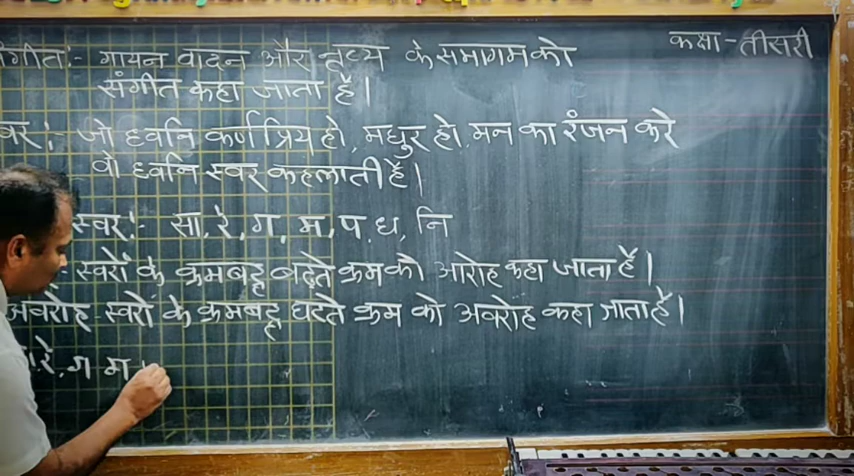 कक्षा - तीसरी
गीत:- गायन वादन और नृत्य के समागम को
संगीत कहा जाता है।
वर:- जो ध्वनि कर्णप्रिय हो, मधुर हो, मन का रंजन करे
वो ध्वनि स्वर कहलाती है।
स्वर:- सा, रे, ग, म, प, ध, नि
स्वरों के क्रमबद्ध बढ़ते क्रम को आरोह कहा जाता है।
अवरोह स्वरों के क्रमबद्ध घटते क्रम को अवरोह कहा जाता है।
रे, ग म